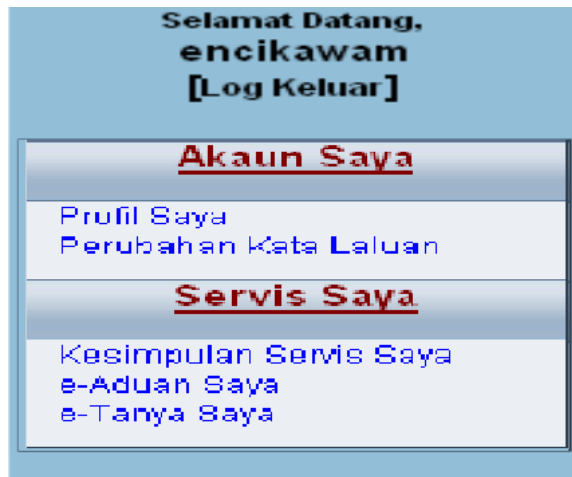 Selamat Datang,
encikawam
[Log Keluar]
Akaun Saya
Profil Saya
Perubahan Kata Laluan
Servis Saya
Kesimpulan Servis Saya
e-Aduan Saya
e-Tanya Saya